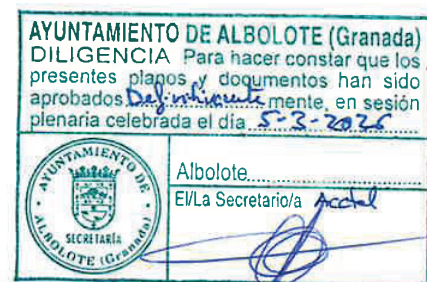 AYUNTAMIENTO DE ALBOLOTE (Granada)
DILIGENCIA Para hacer constar que los
presentes planos y documentos han sido
aprobados Definitivamente mente, en sesión
plenaria celebrada el día 5-3-2026
AYUNTAMIENTO DE
ALBOLOTE (Granada)
SECRETARÍA
Albolote
El/La Secretario/a Acctal